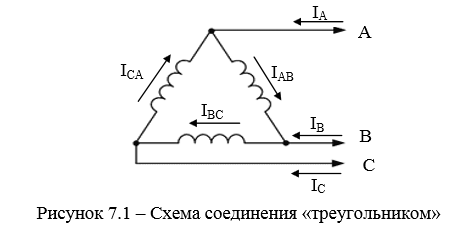 I_A
A
I_CA
I_AB
I_BC
I_B
B
C
I_C
Рисунок 7.1 – Схема соединения «треугольником»